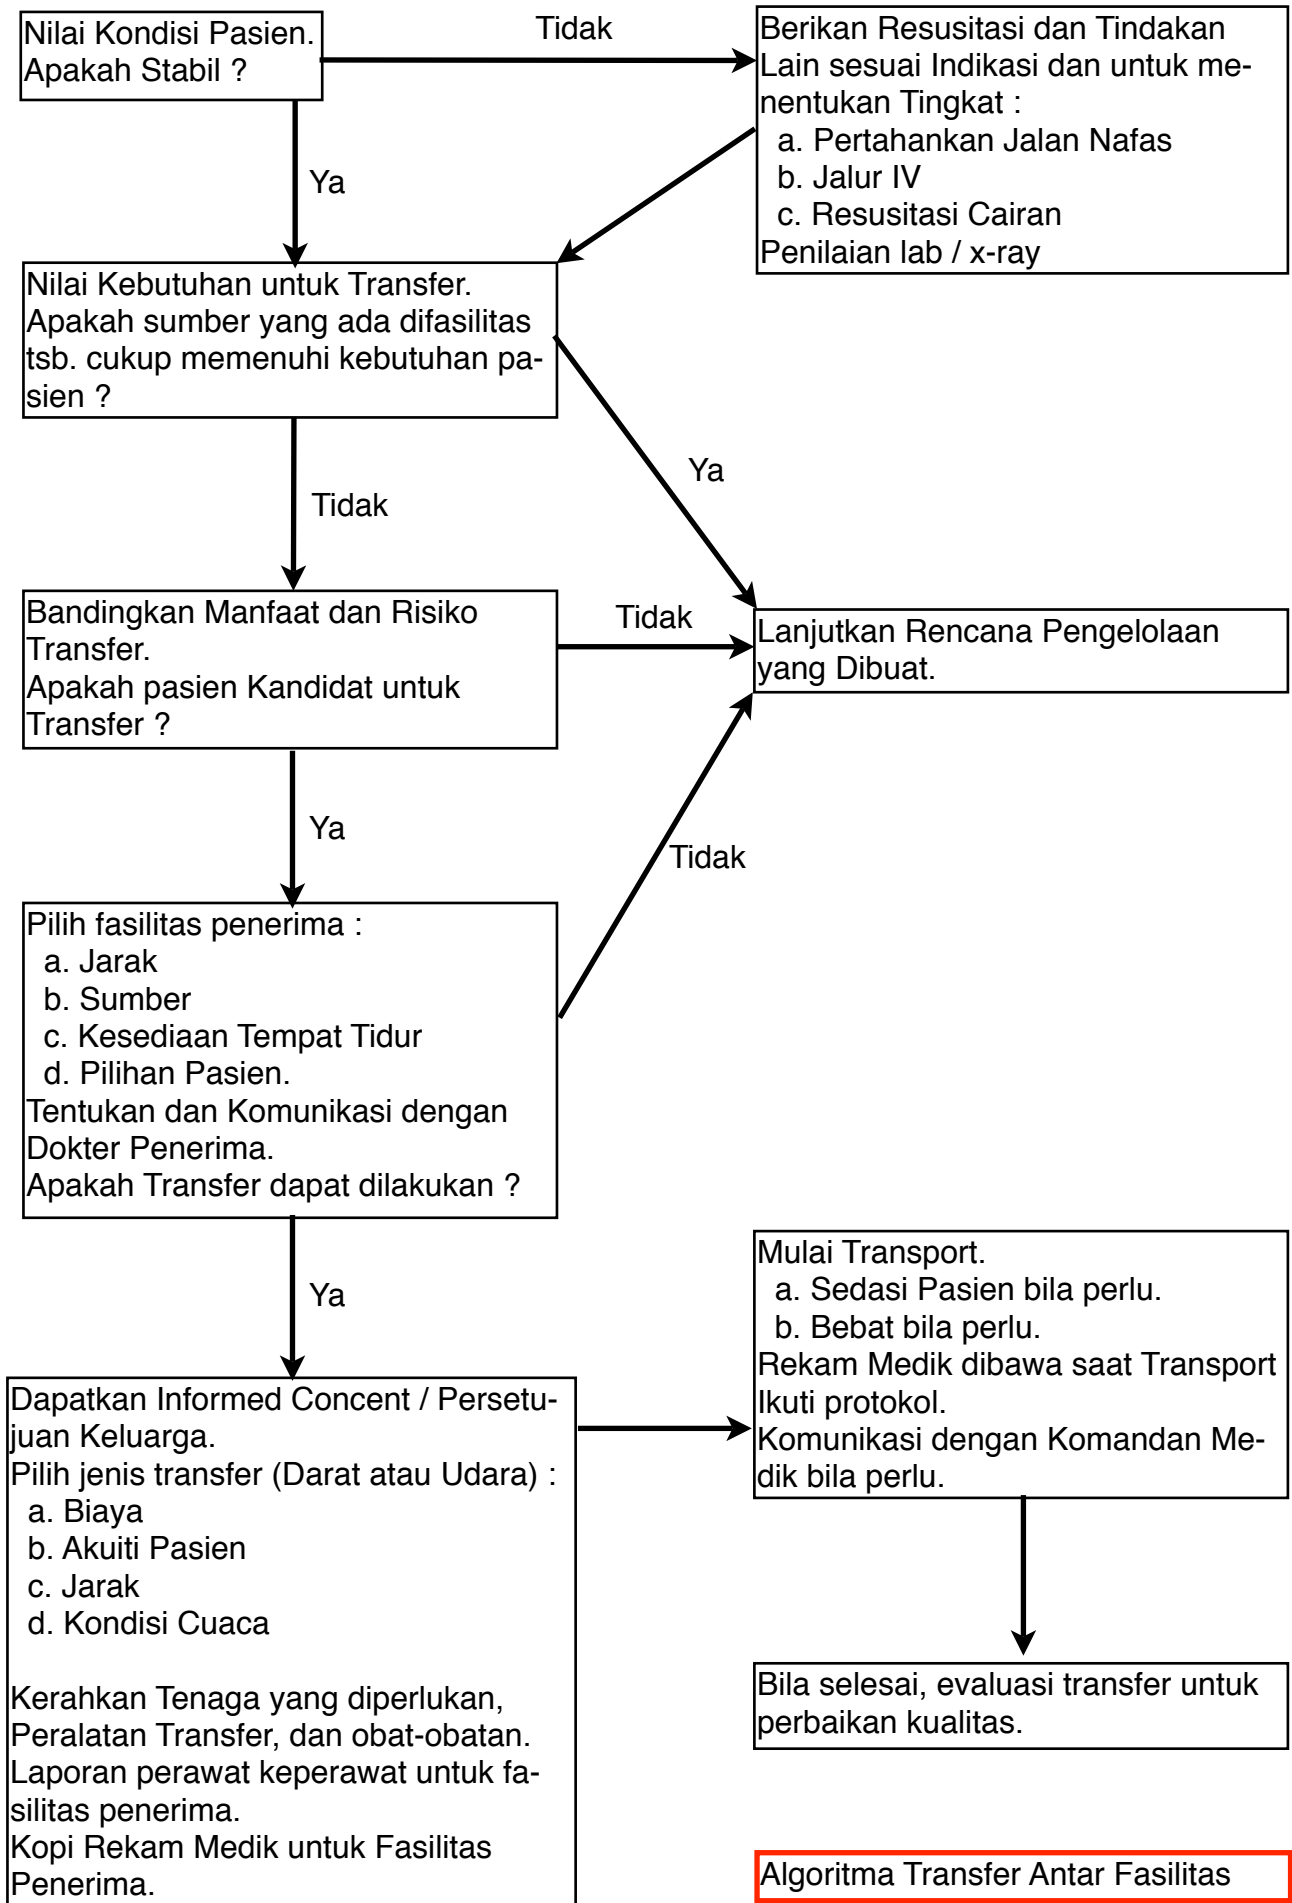 Nilai Kondisi Pasien.
Apakah Stabil ?
Tidak
Berikan Resusitasi dan Tindakan
Lain sesuai Indikasi dan untuk me-
nentukan Tingkat :
a. Pertahankan Jalan Nafas
b. Jalur IV
c. Resusitasi Cairan
Penilaian lab / x-ray
Ya
Nilai Kebutuhan untuk Transfer.
Apakah sumber yang ada difasilitas
tsb. cukup memenuhi kebutuhan pa-
sien ?
Ya
Tidak
Bandingkan Manfaat dan Risiko
Transfer.
Apakah pasien Kandidat untuk
Transfer ?
Tidak
Lanjutkan Rencana Pengelolaan
yang Dibuat.
Ya
Tidak
Pilih fasilitas penerima :
a. Jarak
b. Sumber
c. Kesediaan Tempat Tidur
d. Pilihan Pasien.
Tentukan dan Komunikasi dengan
Dokter Penerima.
Apakah Transfer dapat dilakukan ?
Ya
Dapatkan Informed Concent / Persetu-
juan Keluarga.
Pilih jenis transfer (Darat atau Udara) :
a. Biaya
b. Akuiti Pasien
c. Jarak
d. Kondisi Cuaca
Kerahkan Tenaga yang diperlukan,
Peralatan Transfer, dan obat-obatan.
Laporan perawat keperawat untuk fa-
silitas penerima.
Kopi Rekam Medik untuk Fasilitas
Penerima.
Mulai Transport.
a. Sedasi Pasien bila perlu.
b. Bebat bila perlu.
Rekam Medik dibawa saat Transport
Ikuti protokol.
Komunikasi dengan Komandan Me-
dik bila perlu.
Bila selesai, evaluasi transfer untuk
perbaikan kualitas.
Algoritma Transfer Antar Fasilitas